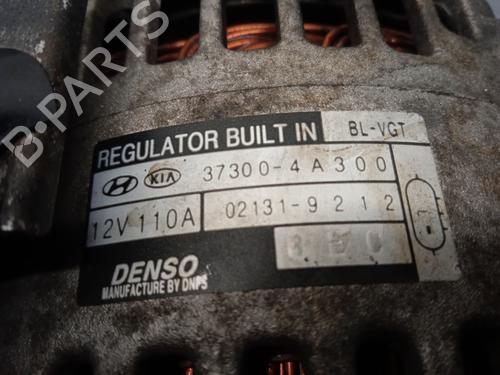 REGULATOR BUILT IN BL-VGT
KIA 37300-4A300
12V 110A 02131-9212
DENSO
MANUFACTURE BY DNPS
B-PARTS